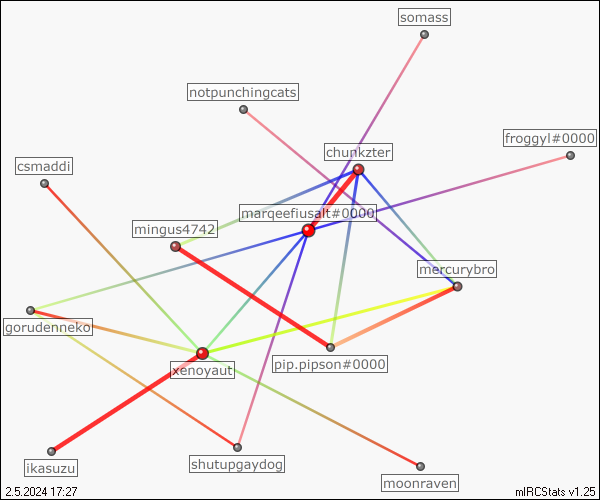 somass
notpunchingcats
froggyl#0000
chunkzter
csmaddi
marqeefiusalt#0000
mingus4742
mercurybro
gorudenneko
xenoyaut
pip.pipson#0000
ikasuzu
shutupgaydog
moonraven
2.5.2024 17:27
mIRCStats v1.25